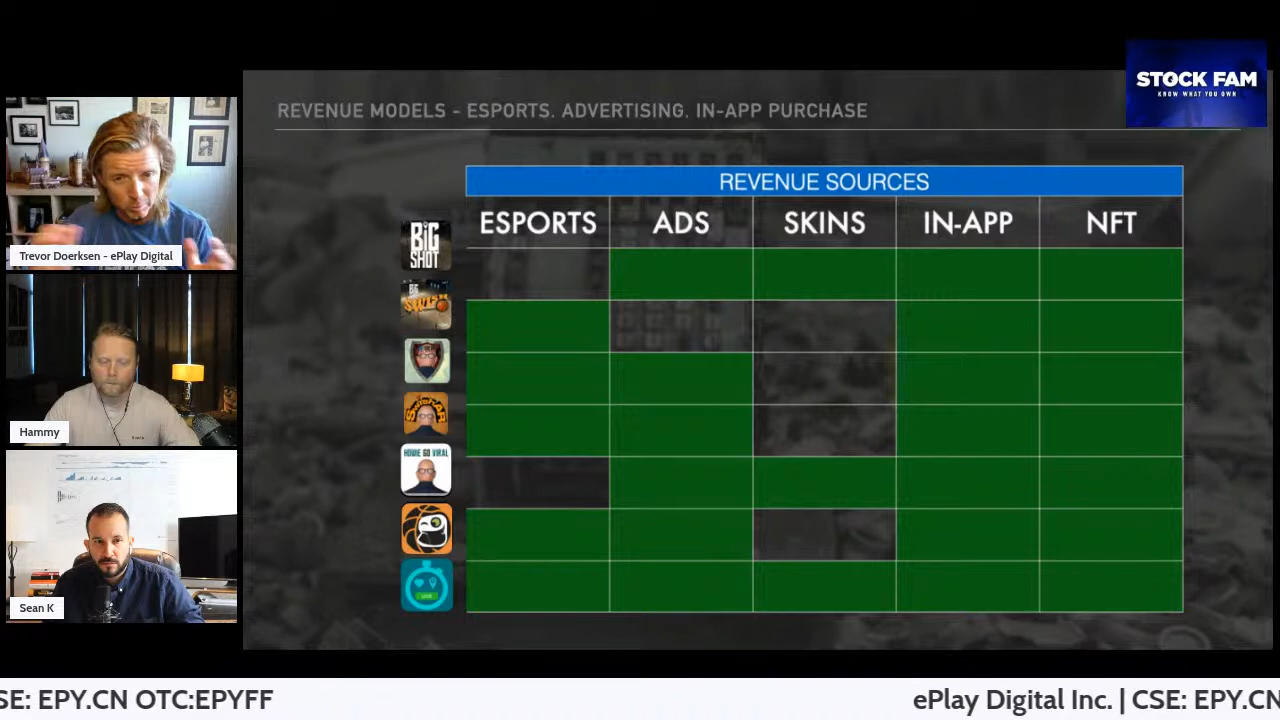 STOCK FAM
KNOW WHAT YOU OWN
REVENUE MODELS - ESPORTS. ADVERTISING. IN-APP PURCHASE
REVENUE SOURCES
ESPORTS ADS SKINS IN-APP NFT
BIG
SHOT
BIG
SWISH
HOWIE GO VIRAL
Trevor Doerksen - ePlay Digital
Hammy
Sean K
SE: EPY.CN OTC:EPYFF
ePlay Digital Inc. | CSE: EPY.CN